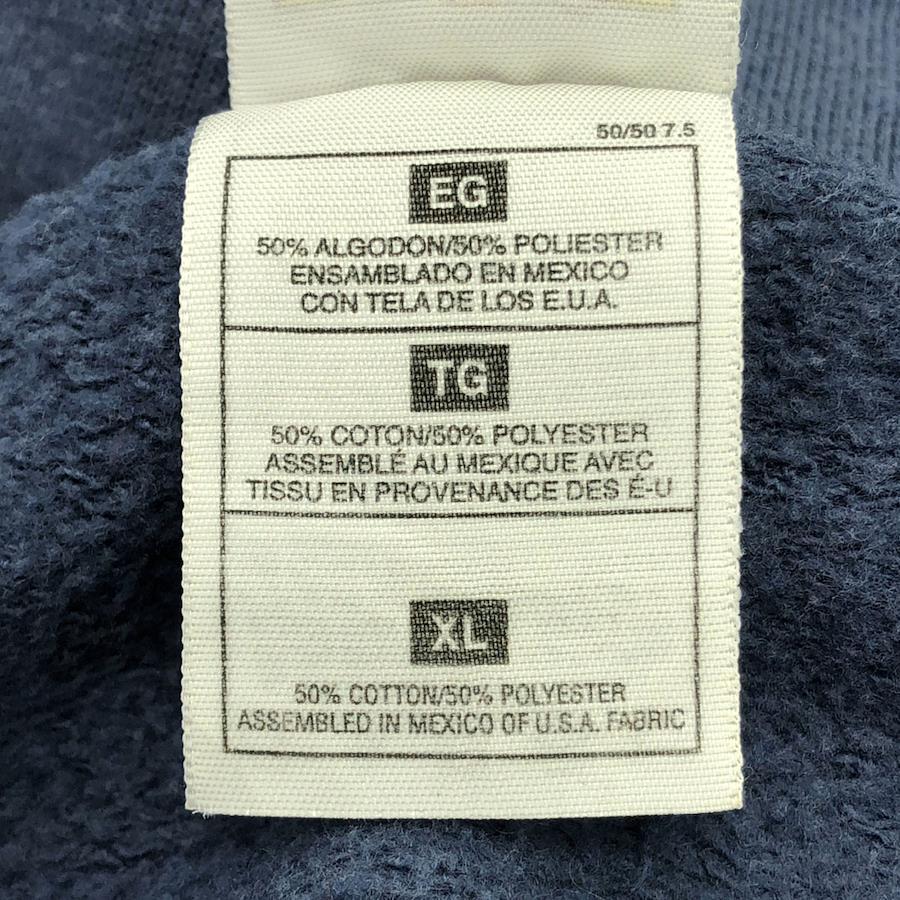 50/50 7.5
EG
50% ALGODON/50% POLIESTER
ENSAMBLADO EN MEXICO
CON TELA DE LOS E.U.A.
TG
50% COTON/50% POLYESTER
ASSEMBLÉ AU MEXIQUE AVEC
TISSU EN PROVENANCE DES É-U
XL
50% COTTON/50% POLYESTER
ASSEMBLED IN MEXICO OF U.S.A. FABRIC